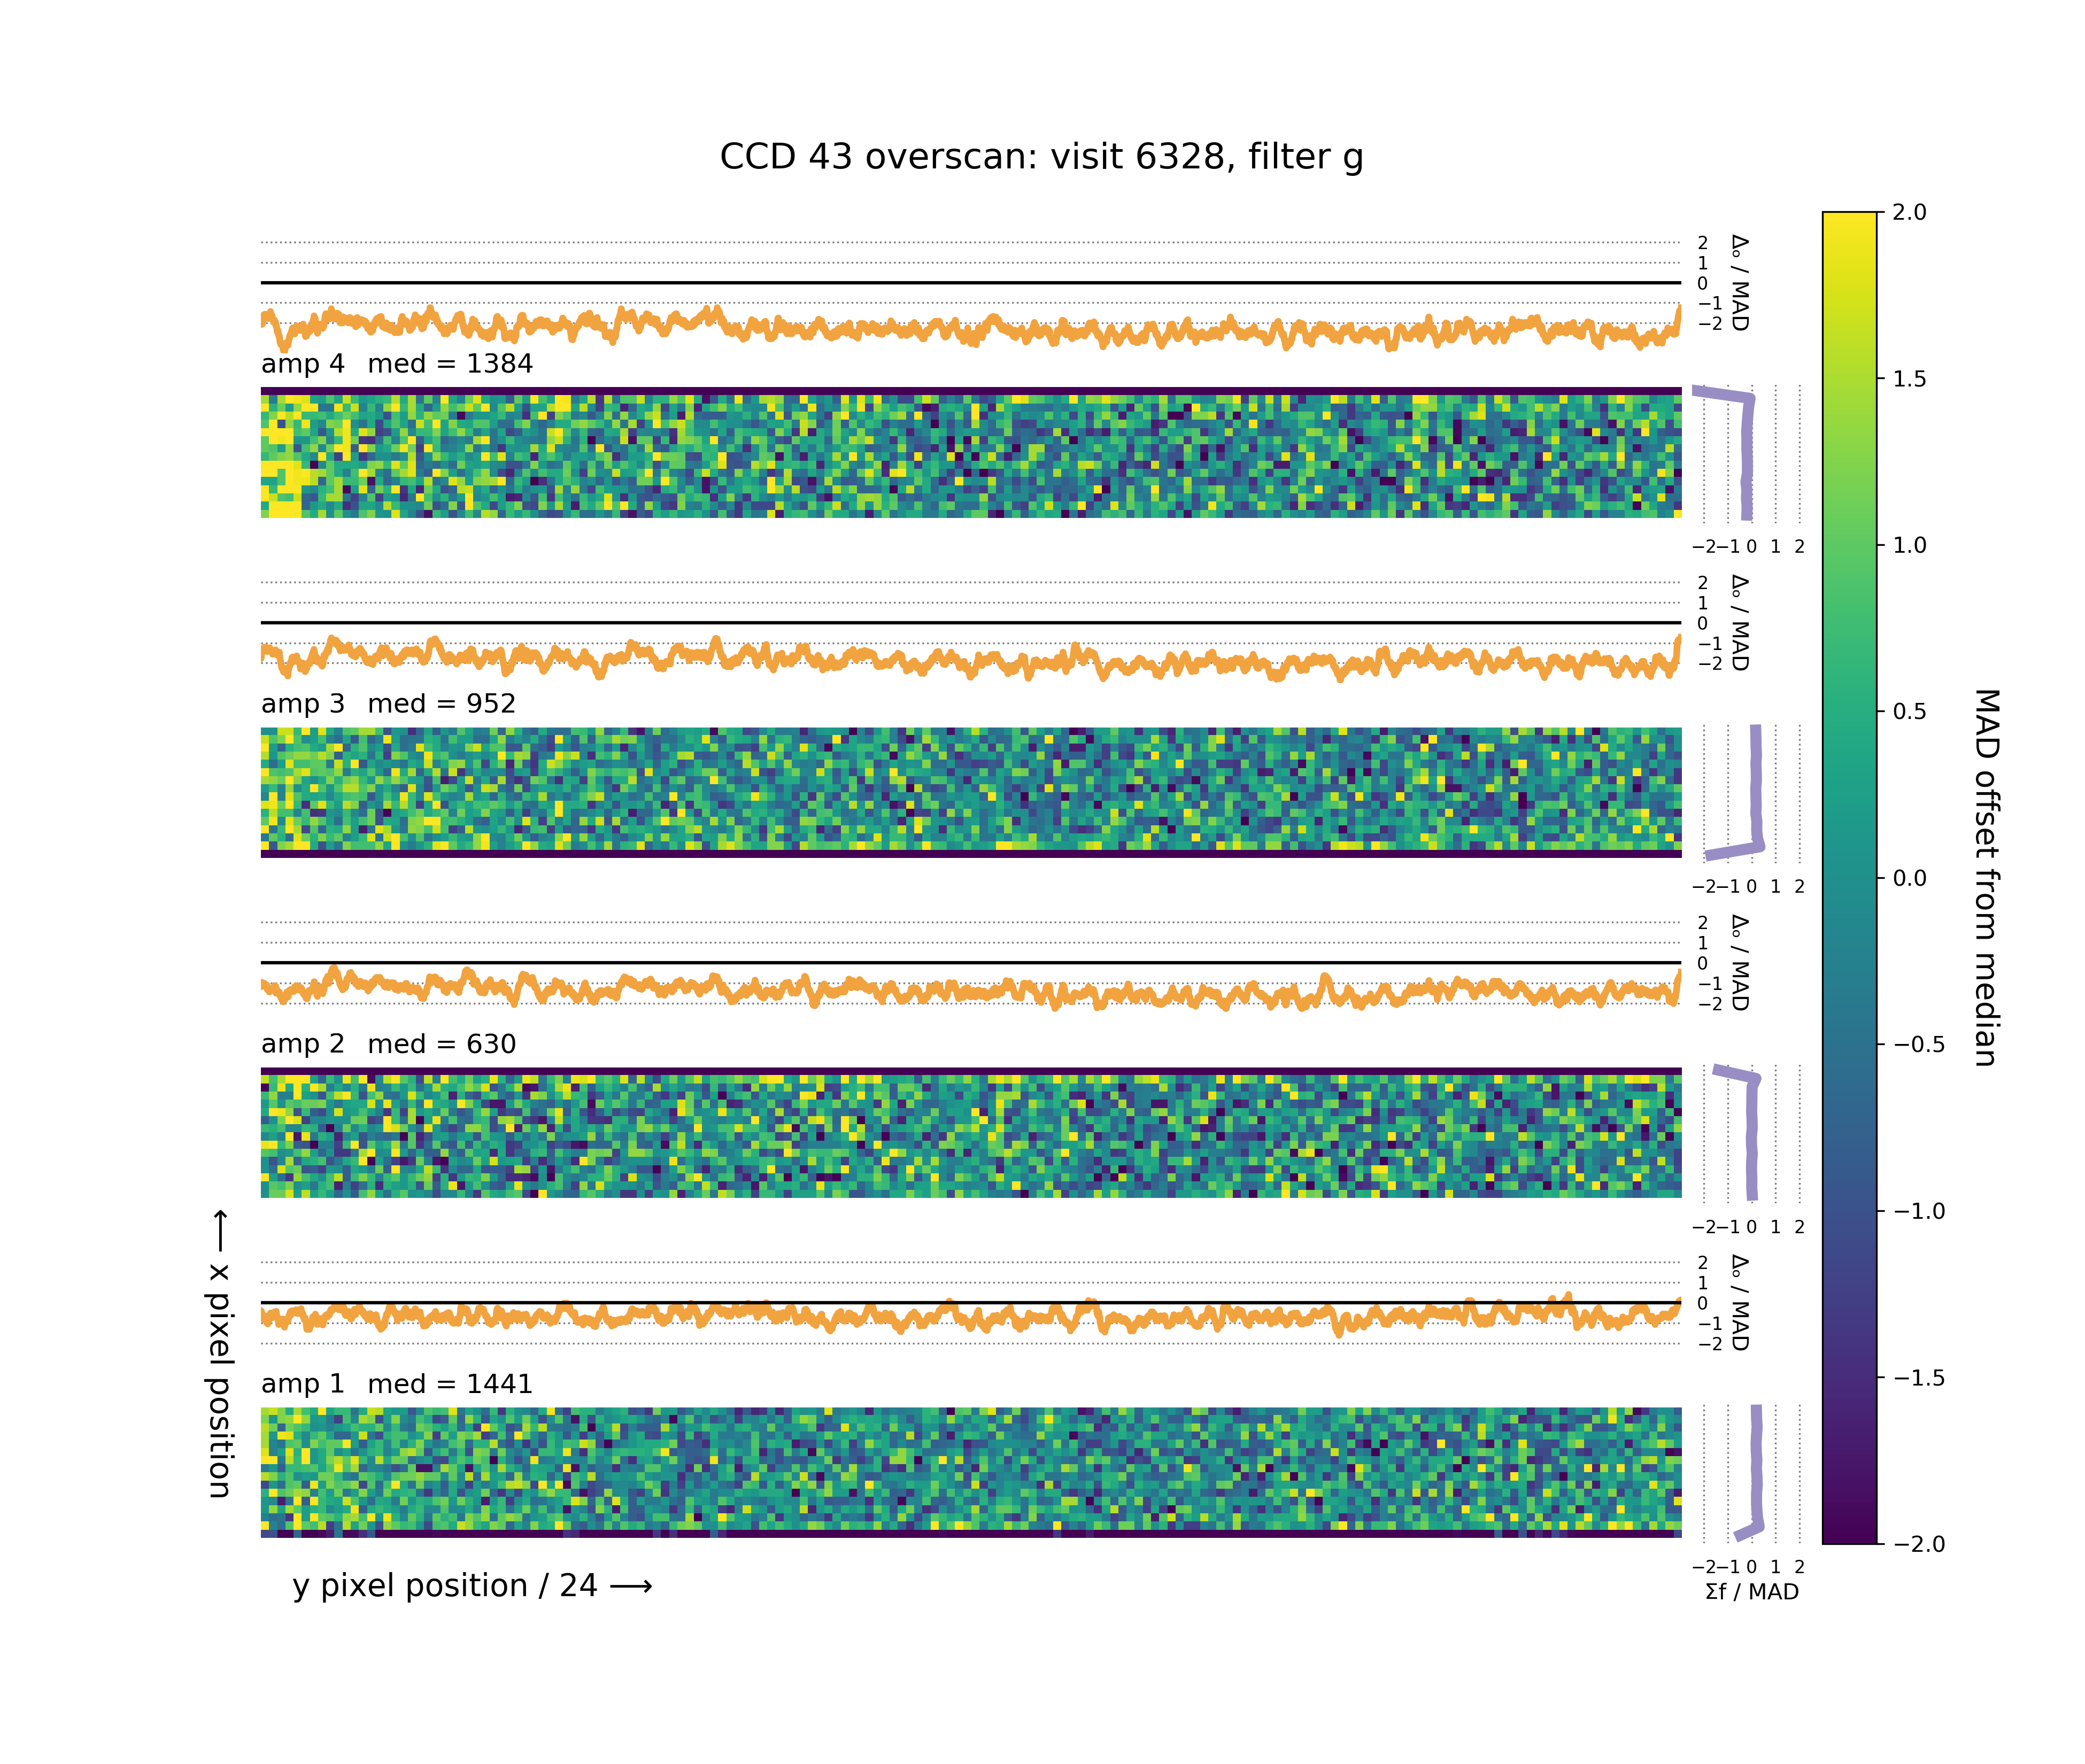 CCD 43 overscan: visit 6328, filter g
2
1
0
−1
−2
Δₒ / MAD
amp 4 med = 1384
−2 −1 0 1 2
2
1
0
−1
−2
Δₒ / MAD
amp 3 med = 952
−2 −1 0 1 2
2
1
0
−1
−2
Δₒ / MAD
amp 2 med = 630
−2 −1 0 1 2
2
1
0
−1
−2
Δₒ / MAD
amp 1 med = 1441
−2 −1 0 1 2
Σf / MAD
⟵ x pixel position
y pixel position / 24 ⟶
2.0
1.5
1.0
0.5
0.0
−0.5
−1.0
−1.5
−2.0
MAD offset from median